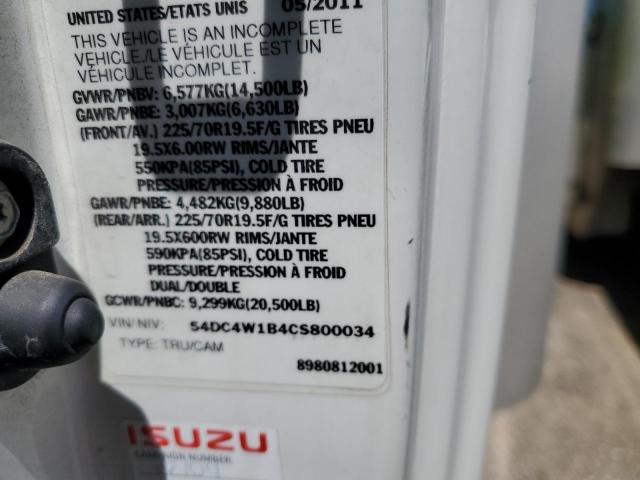 UNITED STATES/ETATS UNIS 05/2011
THIS VEHICLE IS AN INCOMPLETE
VEHICLE./LE VÉHICULE EST UN
VÉHICULE INCOMPLET
GVWR/PNBV: 6,577KG(14,500LB)
GAWR/PNBE: 3,007KG(6,630LB)
(FRONT/AV.) 225/70R19.5F/G TIRES PNEU
19.5X6.00RW RIMS/JANTE
550KPA(85PSI), COLD TIRE
PRESSURE/PRESSION À FROID
GAWR/PNBE: 4,482KG(9,880LB)
(REAR/ARR.) 225/70R19.5F/G TIRES PNEU
19.5X600RW RIMS/JANTE
590KPA(85PSI), COLD TIRE
PRESSURE/PRESSION À FROID
DUAL/DOUBLE
GCWR/PNBC: 9,299KG(20,500LB)
VIN/NIV: 54DC4W1B4CS800034
TYPE: TRU/CAM
8980812001
ISUZU
CAMPAIGN NUMBER